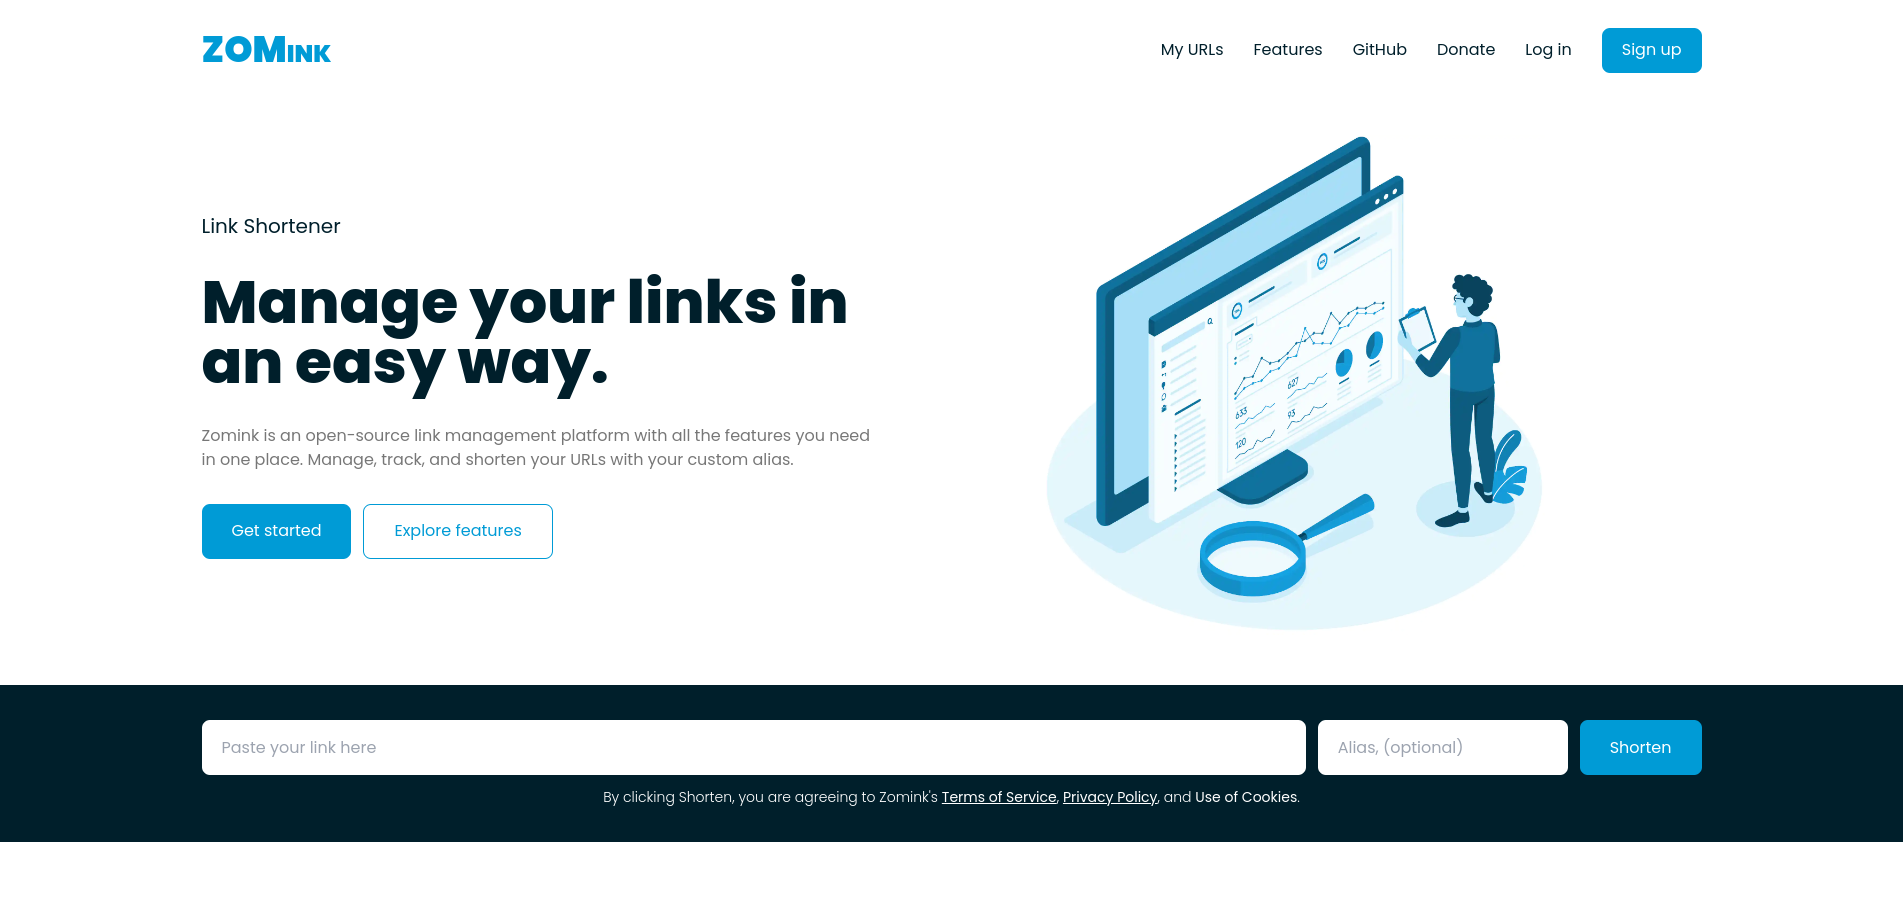 ZOMINK
My URLs
Features
GitHub
Donate
Log in
Sign up
Link Shortener
Manage your links in
an easy way.
Zomink is an open-source link management platform with all the features you need
in one place. Manage, track, and shorten your URLs with your custom alias.
Get started
Explore features
627
633
93
120
Paste your link here
Alias, (optional)
Shorten
By clicking Shorten, you are agreeing to Zomink's Terms of Service, Privacy Policy, and Use of Cookies.